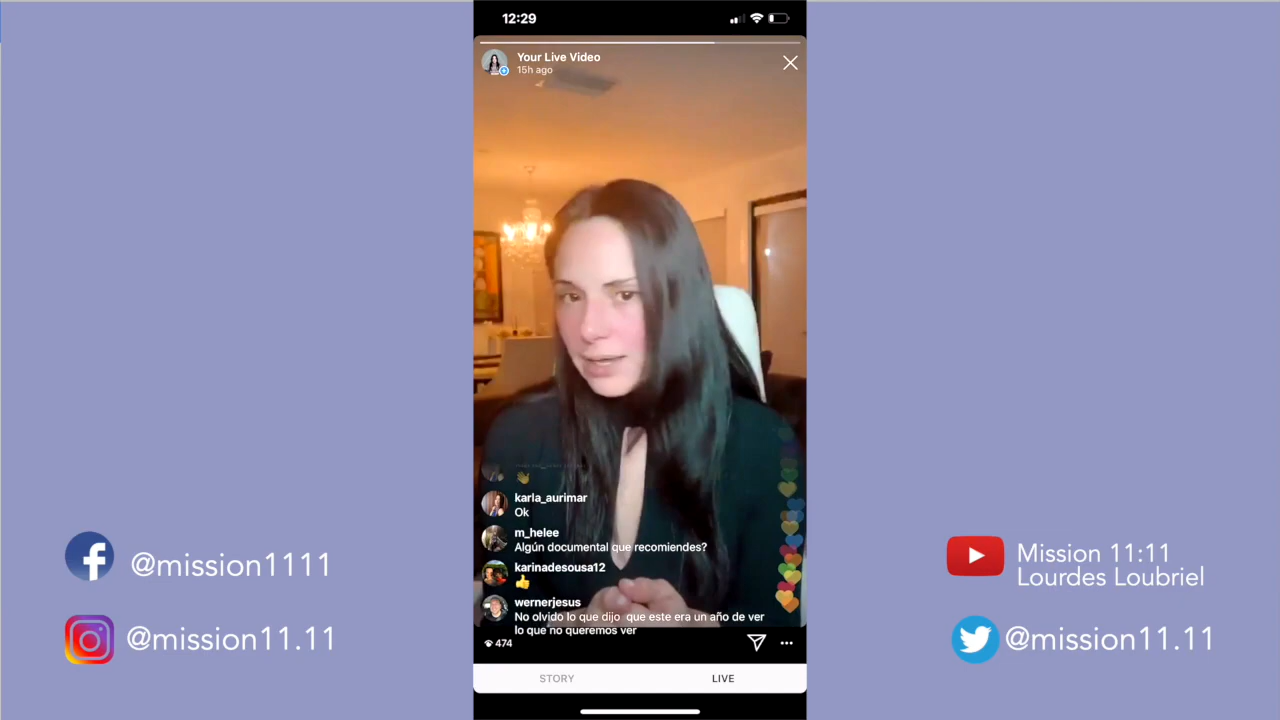 12:29
Your Live Video
15h ago
karla_aurimar
Ok
m_helee
Algún documental que recomiendes?
karinadesousa12
wernerjesus
No olvido lo que dijo que este era un año de ver
lo que no queremos ver
474
STORY
LIVE
@mission1111
@mission11.11
Mission 11:11
Lourdes Loubriel
@mission11.11